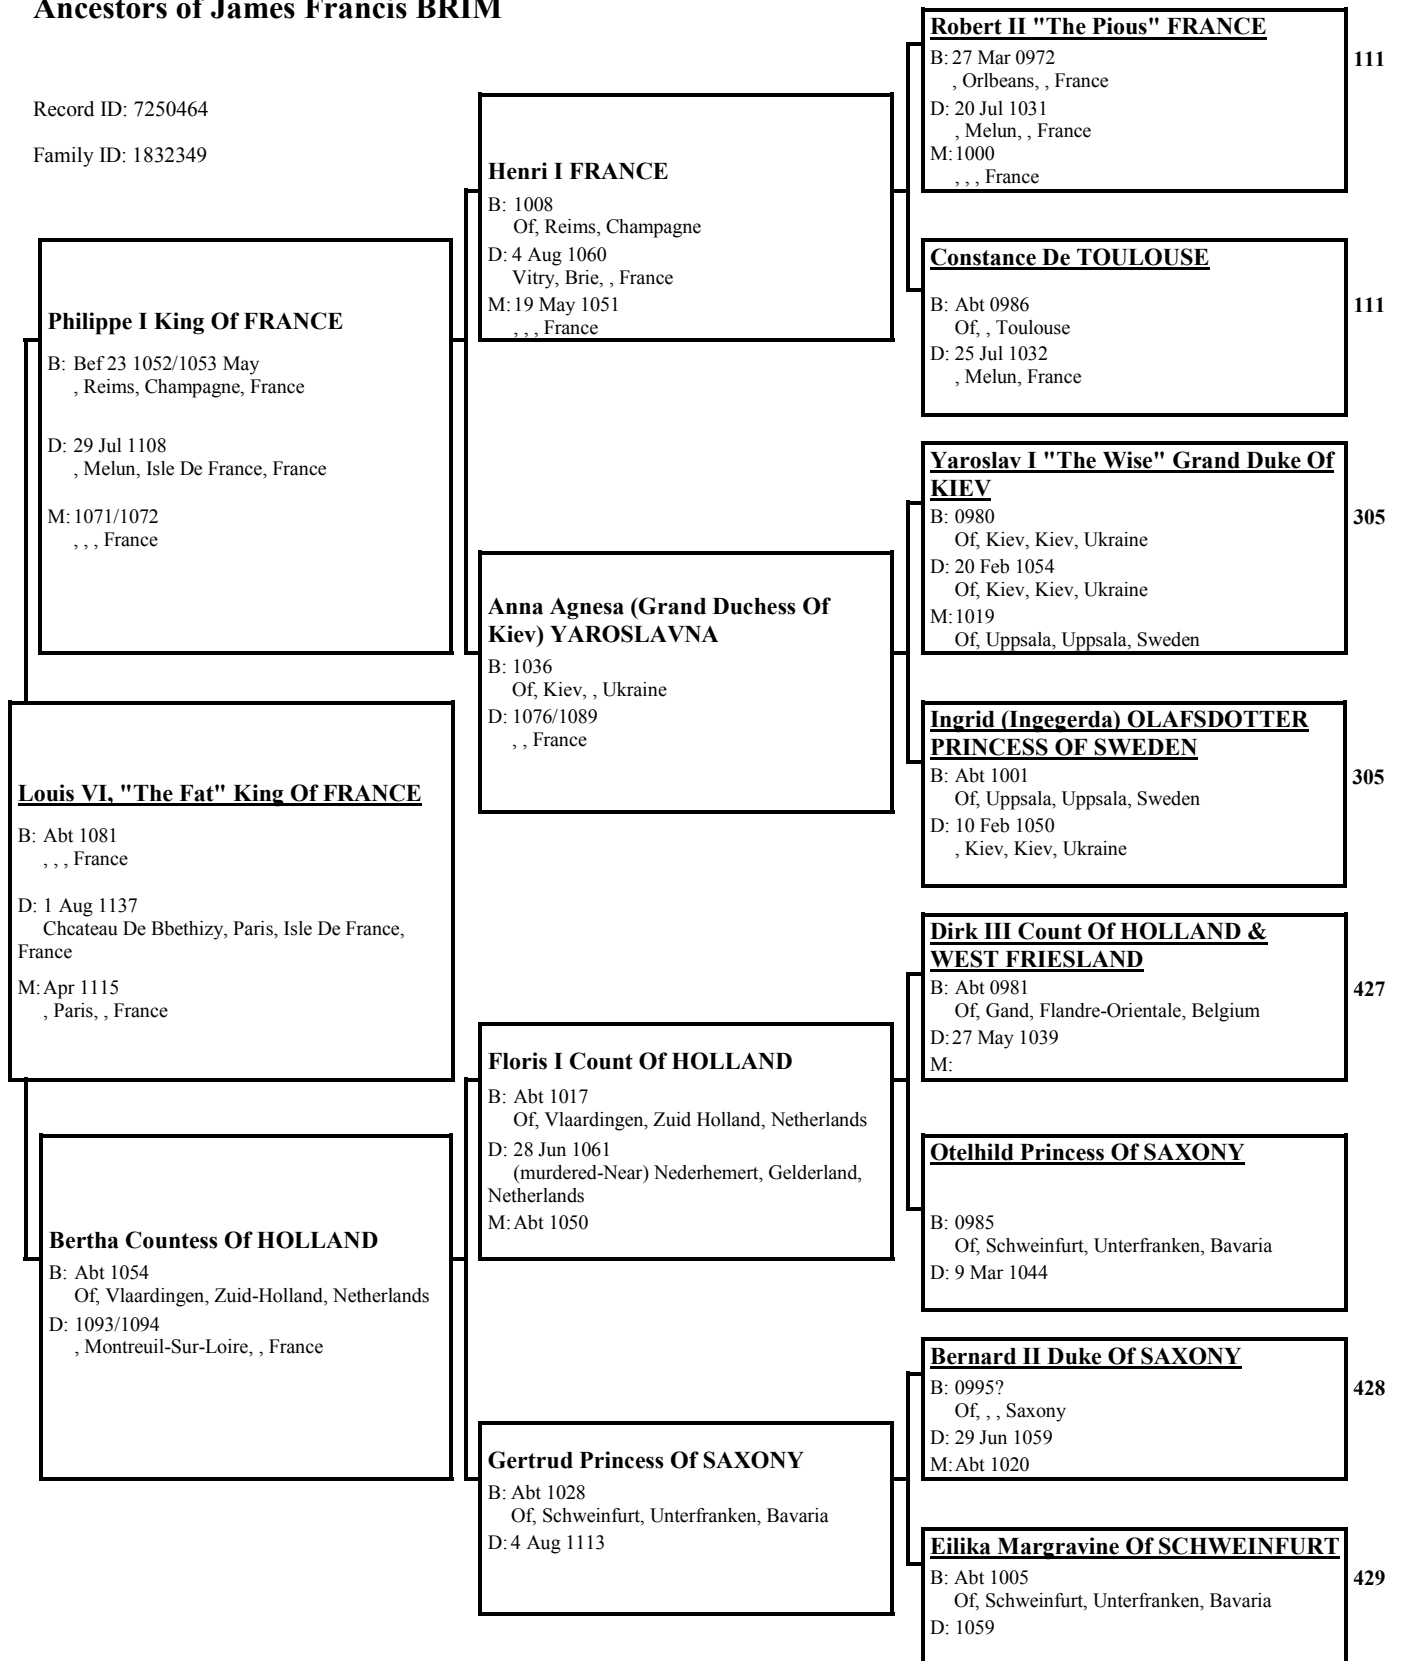 Ancestors of James Francis BRIM
Record ID: 7250464
Family ID: 1832349
Philippe I King Of FRANCE
B: Bef 23 1052/1053 May
, Reims, Champagne, France
D: 29 Jul 1108
, Melun, Isle De France, France
M: 1071/1072
, , , France
Louis VI, "The Fat" King Of FRANCE
B: Abt 1081
, , , France
D: 1 Aug 1137
Chcateau De Bbethizy, Paris, Isle De France,
France
M: Apr 1115
, Paris, , France
Bertha Countess Of HOLLAND
B: Abt 1054
Of, Vlaardingen, Zuid-Holland, Netherlands
D: 1093/1094
, Montreuil-Sur-Loire, , France
Henri I FRANCE
B: 1008
Of, Reims, Champagne
D: 4 Aug 1060
Vitry, Brie, , France
M: 19 May 1051
, , , France
Anna Agnesa (Grand Duchess Of
Kiev) YAROSLAVNA
B: 1036
Of, Kiev, , Ukraine
D: 1076/1089
, , France
Floris I Count Of HOLLAND
B: Abt 1017
Of, Vlaardingen, Zuid Holland, Netherlands
D: 28 Jun 1061
(murdered-Near) Nederhemert, Gelderland,
Netherlands
M: Abt 1050
Gertrud Princess Of SAXONY
B: Abt 1028
Of, Schweinfurt, Unterfranken, Bavaria
D: 4 Aug 1113
Robert II "The Pious" FRANCE
B: 27 Mar 0972
, Orlbeans, , France
D: 20 Jul 1031
, Melun, , France
M: 1000
, , , France
111
Constance De TOULOUSE
B: Abt 0986
Of, , Toulouse
D: 25 Jul 1032
, Melun, France
111
Yaroslav I "The Wise" Grand Duke Of
KIEV
B: 0980
Of, Kiev, Kiev, Ukraine
D: 20 Feb 1054
Of, Kiev, Kiev, Ukraine
M: 1019
Of, Uppsala, Uppsala, Sweden
305
Ingrid (Ingegerda) OLAFSDOTTER
PRINCESS OF SWEDEN
B: Abt 1001
Of, Uppsala, Uppsala, Sweden
D: 10 Feb 1050
, Kiev, Kiev, Ukraine
305
Dirk III Count Of HOLLAND &
WEST FRIESLAND
B: Abt 0981
Of, Gand, Flandre-Orientale, Belgium
D: 27 May 1039
M:
427
Otelhild Princess Of SAXONY
B: 0985
Of, Schweinfurt, Unterfranken, Bavaria
D: 9 Mar 1044
Bernard II Duke Of SAXONY
B: 0995?
Of, , , Saxony
D: 29 Jun 1059
M: Abt 1020
428
Eilika Margravine Of SCHWEINFURT
B: Abt 1005
Of, Schweinfurt, Unterfranken, Bavaria
D: 1059
429